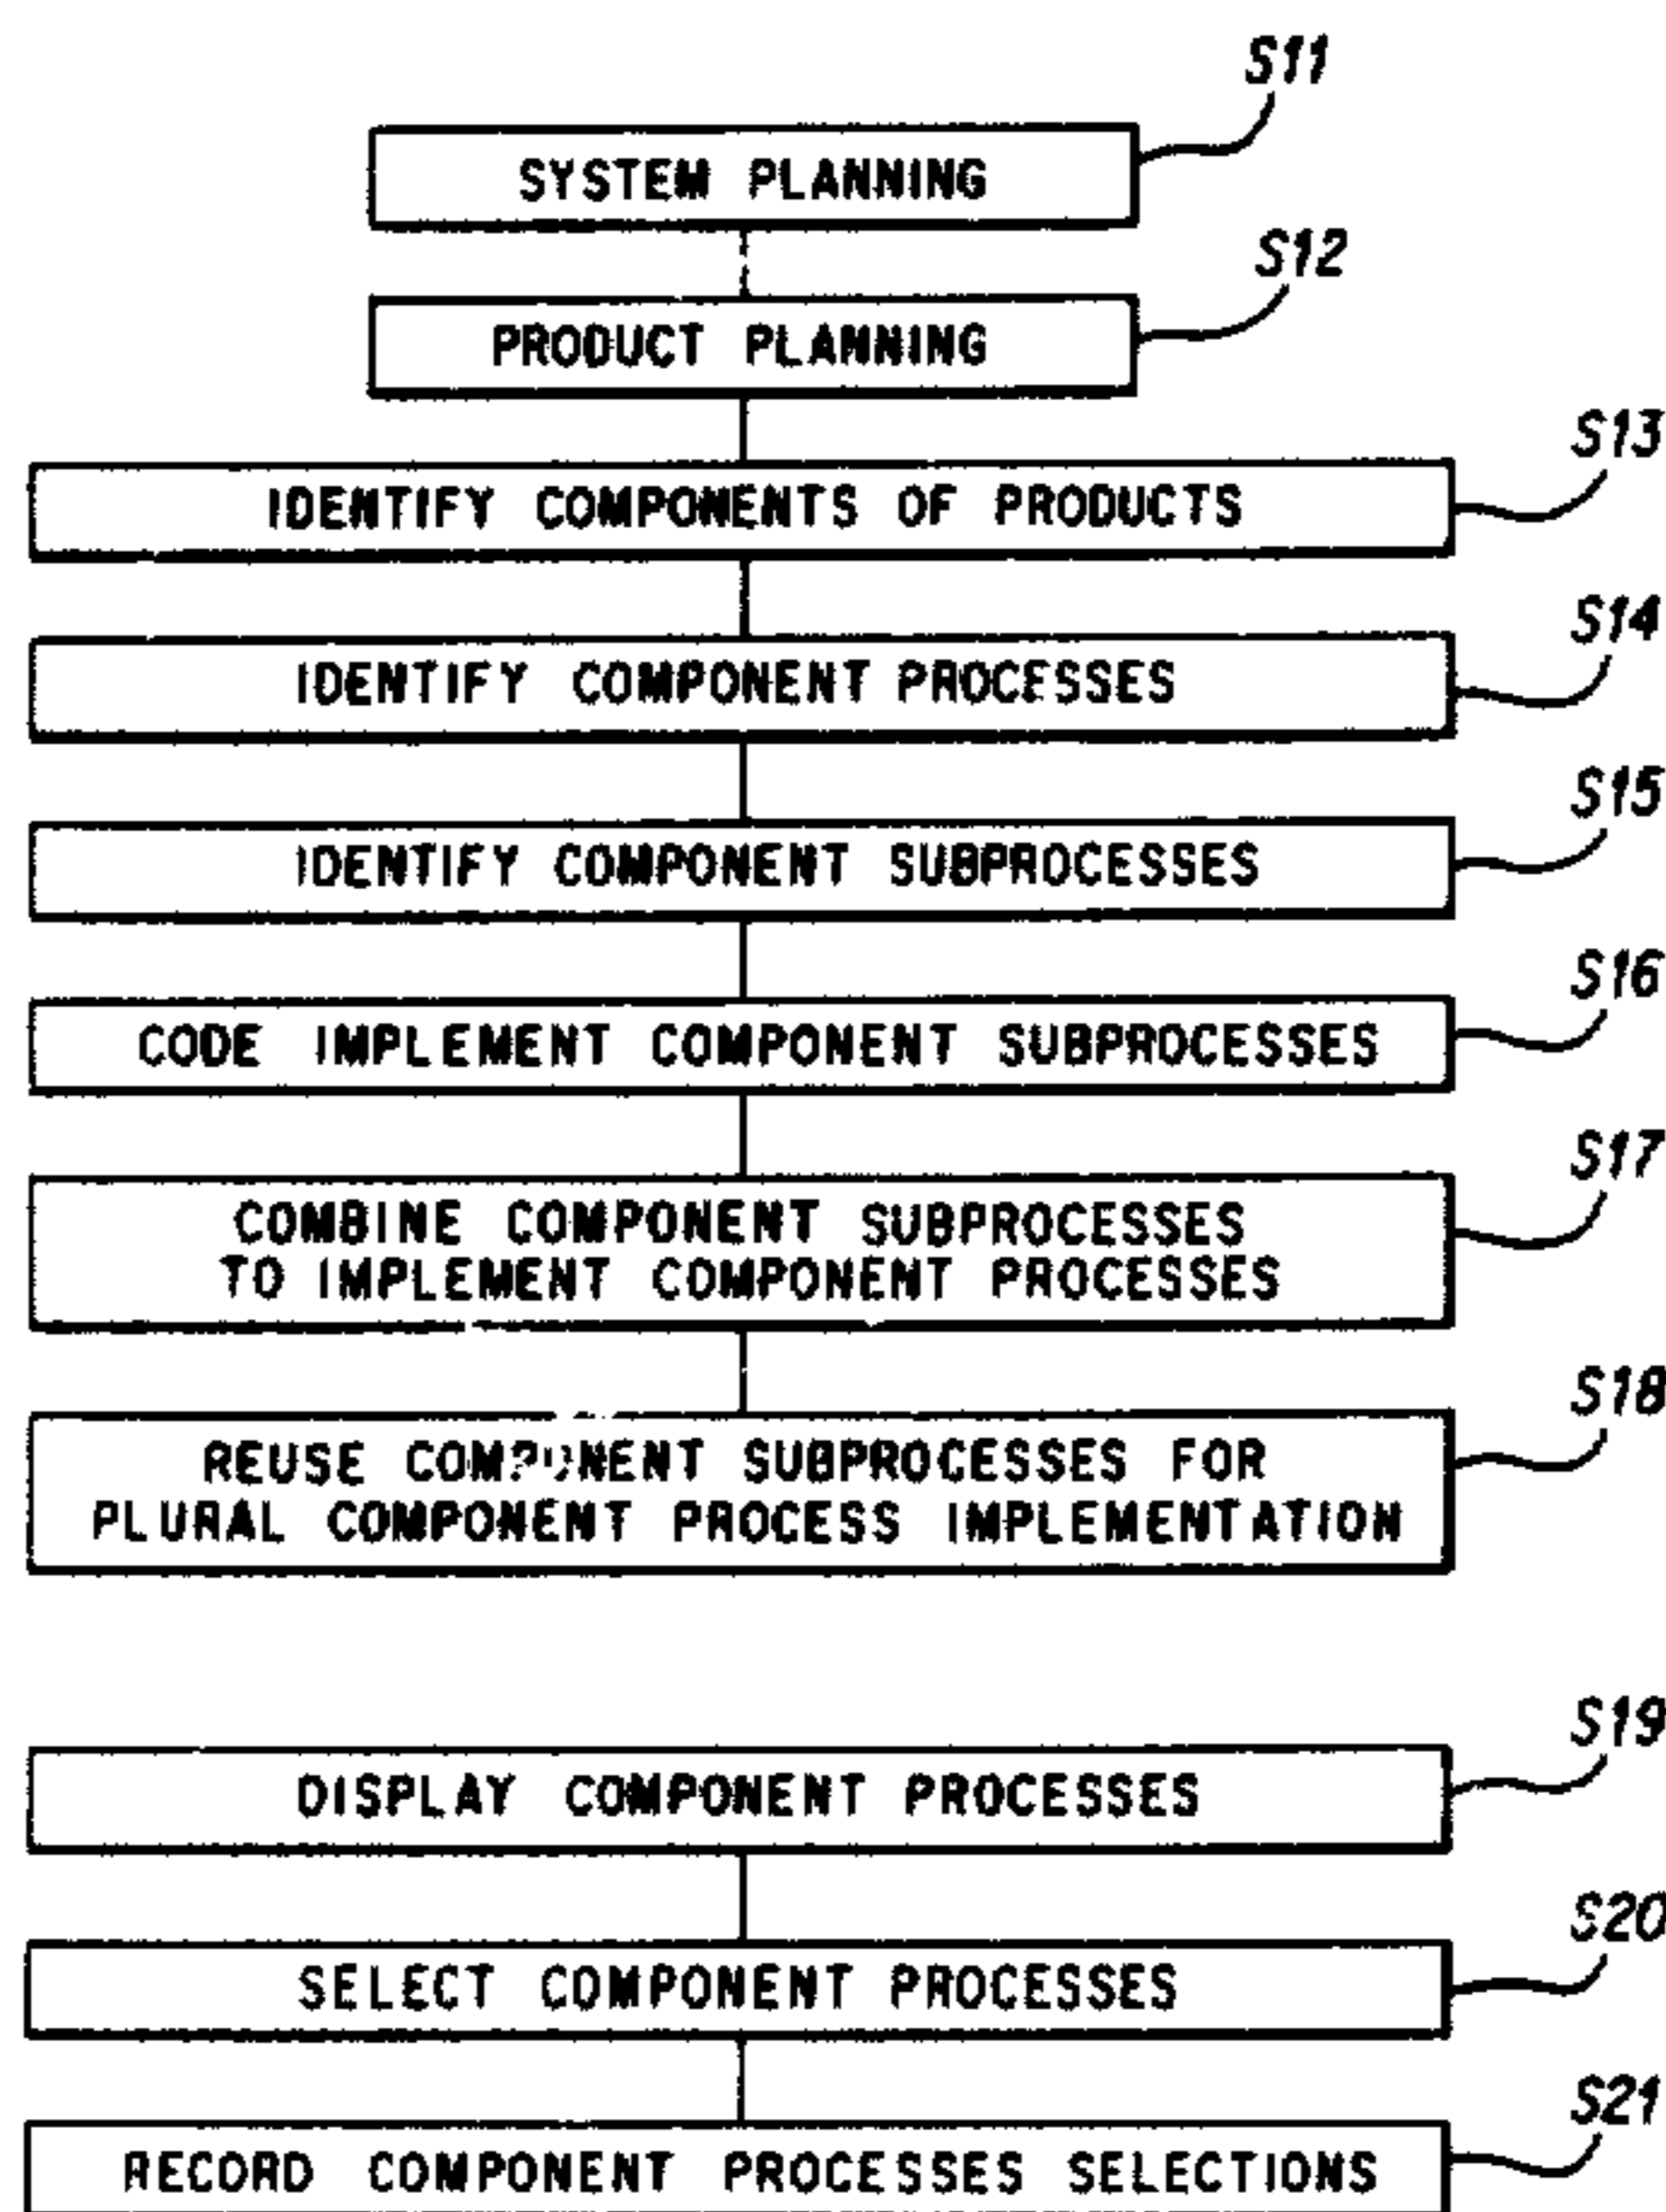 S11
SYSTEM PLANNING
S12
PRODUCT PLANNING
S13
IDENTIFY COMPONENTS OF PRODUCTS
S14
IDENTIFY COMPONENT PROCESSES
S15
IDENTIFY COMPONENT SUBPROCESSES
S16
CODE IMPLEMENT COMPONENT SUBPROCESSES
S17
COMBINE COMPONENT SUBPROCESSES
TO IMPLEMENT COMPONENT PROCESSES
S18
REUSE COMPONENT SUBPROCESSES FOR
PLURAL COMPONENT PROCESS IMPLEMENTATION
S19
DISPLAY COMPONENT PROCESSES
S20
SELECT COMPONENT PROCESSES
S21
RECORD COMPONENT PROCESSES SELECTIONS